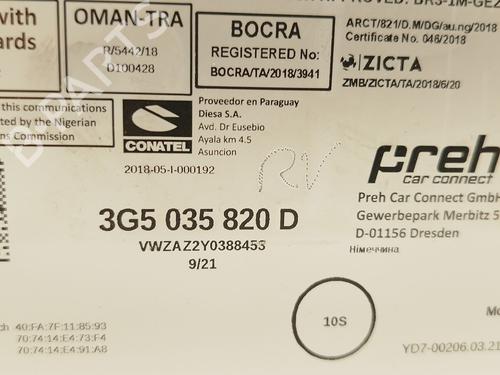 with
ards
OMAN-TRA
R/5442/18
D100428
BOCRA
REGISTERED No:
BOCRA/TA/2018/3941
ARCT/821/D.M/DG/au.ng/2018
Certificate No. 046/2018
ZICTA
ZMB/ZICTA/TA/2018/6/20
this communications
ed by the Nigerian
ns Commission
CONATEL
Proveedor en Paraguay
Diesa S.A.
Avd. Dr Eusebio
Ayala km 4.5
Asuncion
2018-05-I-000192
RV
preh
car connect
Preh Car Connect GmbH
Gewerbepark Merbitz 5
D-01156 Dresden
Німеччина
3G5 035 820 D
VWZAZ2Y0388453
9/21
10S
40:FA:7F:11:85:93
70:74:14:E4:73:F4
70:74:14:E4:91:A8
YD7-00206.03.21